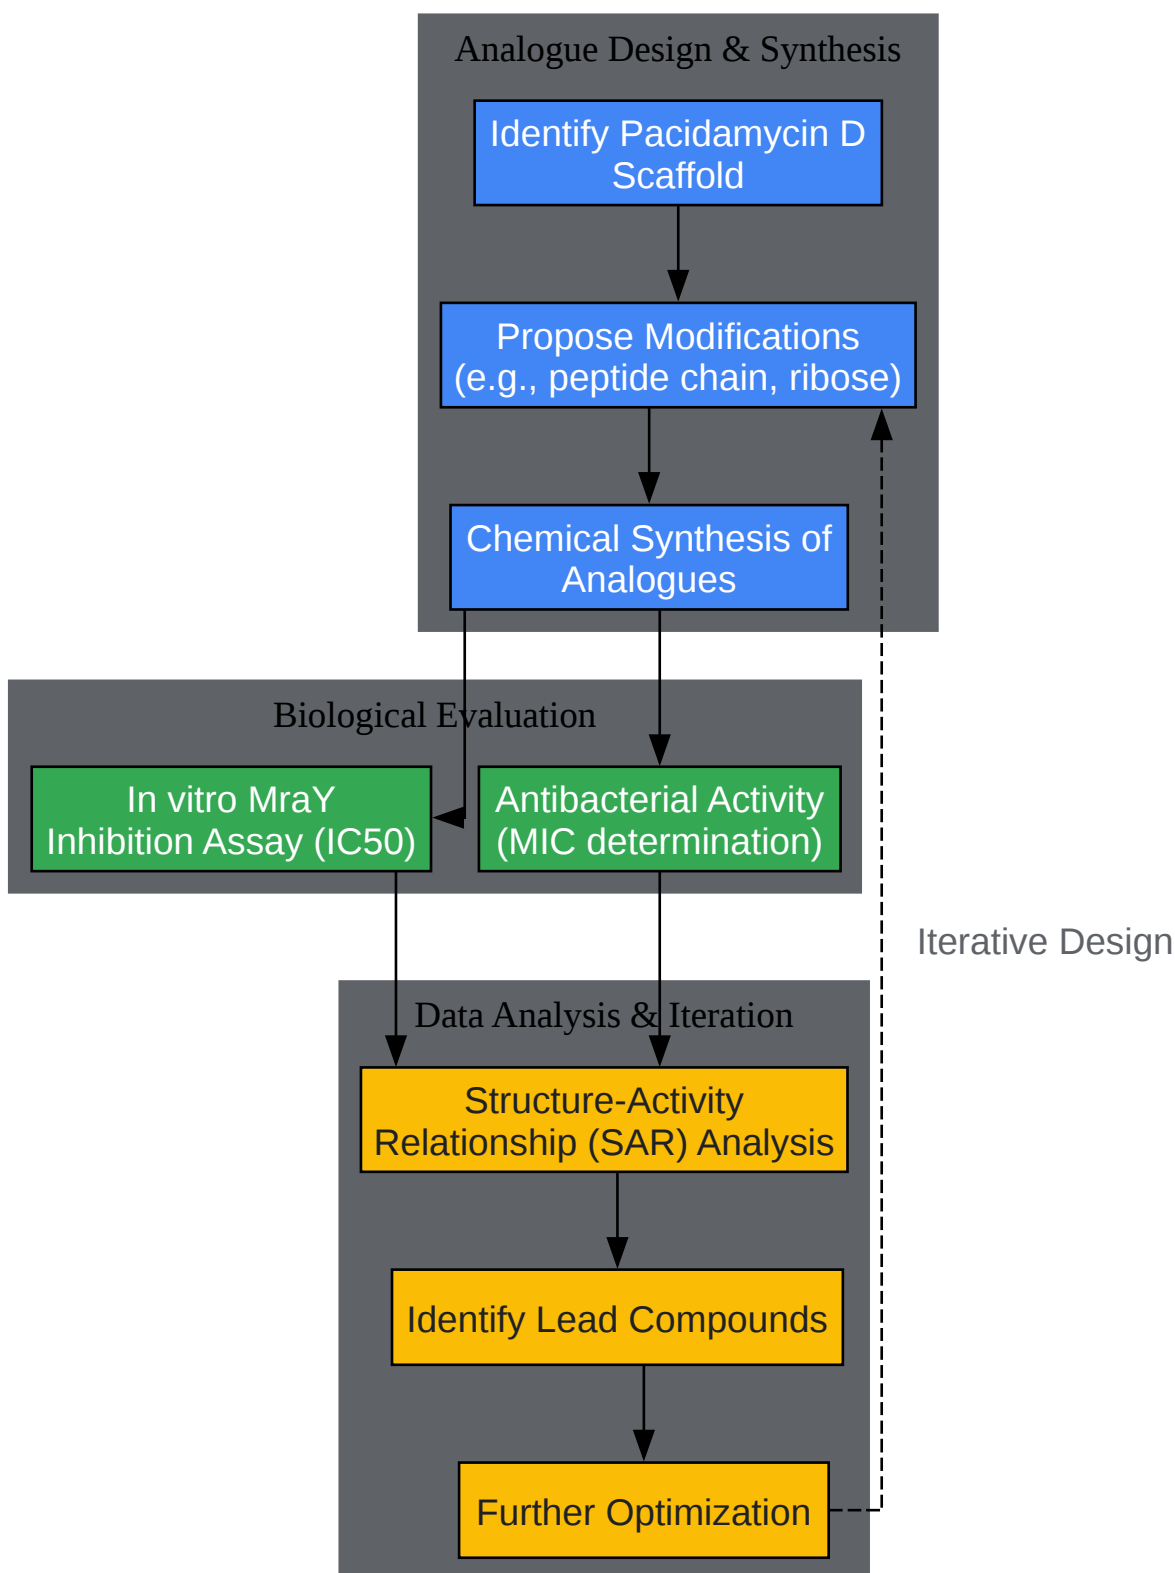 Analogue Design & Synthesis
Identify Pacidamycin D
Scaffold
Propose Modifications
(e.g., peptide chain, ribose)
Chemical Synthesis of
Analogues
Biological Evaluation
In vitro MraY
Inhibition Assay (IC50)
Antibacterial Activity
(MIC determination)
Iterative Design
Data Analysis & Iteration
Structure-Activity
Relationship (SAR) Analysis
Identify Lead Compounds
Further Optimization